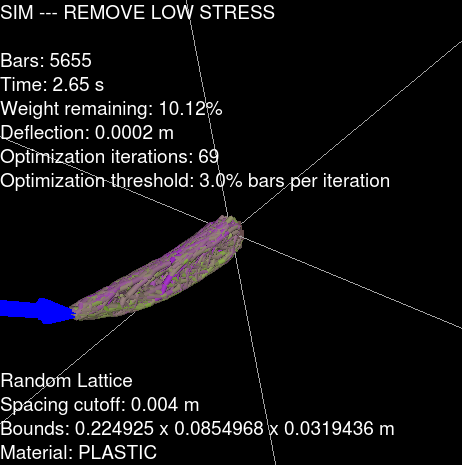 SIM --- REMOVE LOW STRESS
Bars: 5655
Time: 2.65 s
Weight remaining: 10.12%
Deflection: 0.0002 m
Optimization iterations: 69
Optimization threshold: 3.0% bars per iteration
Random Lattice
Spacing cutoff: 0.004 m
Bounds: 0.224925 x 0.0854968 x 0.0319436 m
Material: PLASTIC